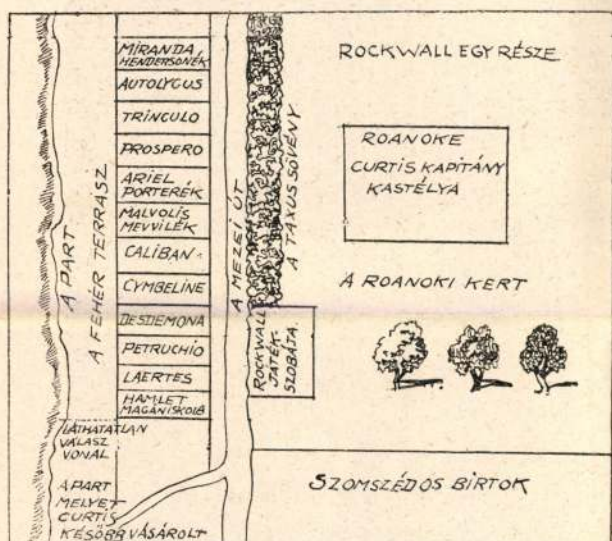 A PART
A FEHÉR TERRÁSZ
MIRANDA
HENDERSONÉK
AUTOLYCUS
TRINCULO
PROSPERO
ARIEL
PORTERÉK
MALVOLIS
MEVVILÉK
CALIBAN
CYMBELINE
DESDEMONA
PETRUCHIO
LAERTES
HAMLET
MAGÁNISKOLA
LÁTHATATLAN
VÁLASZ
VONAL
A PART
MELYET
CURTIS
KÉSŐBB VÁSÁROLT
A MEZEI ÚT
A TAXUS SÖVÉNY
ROCKWALL
JÁTÉK-
SZOBÁJA.
ROCKWALL EGY RÉSZE
ROANOKE
CURTIS KAPITÁNY
KASTÉLYA
A ROANOKI KERT
SZOMSZÉDOS BIRTOK